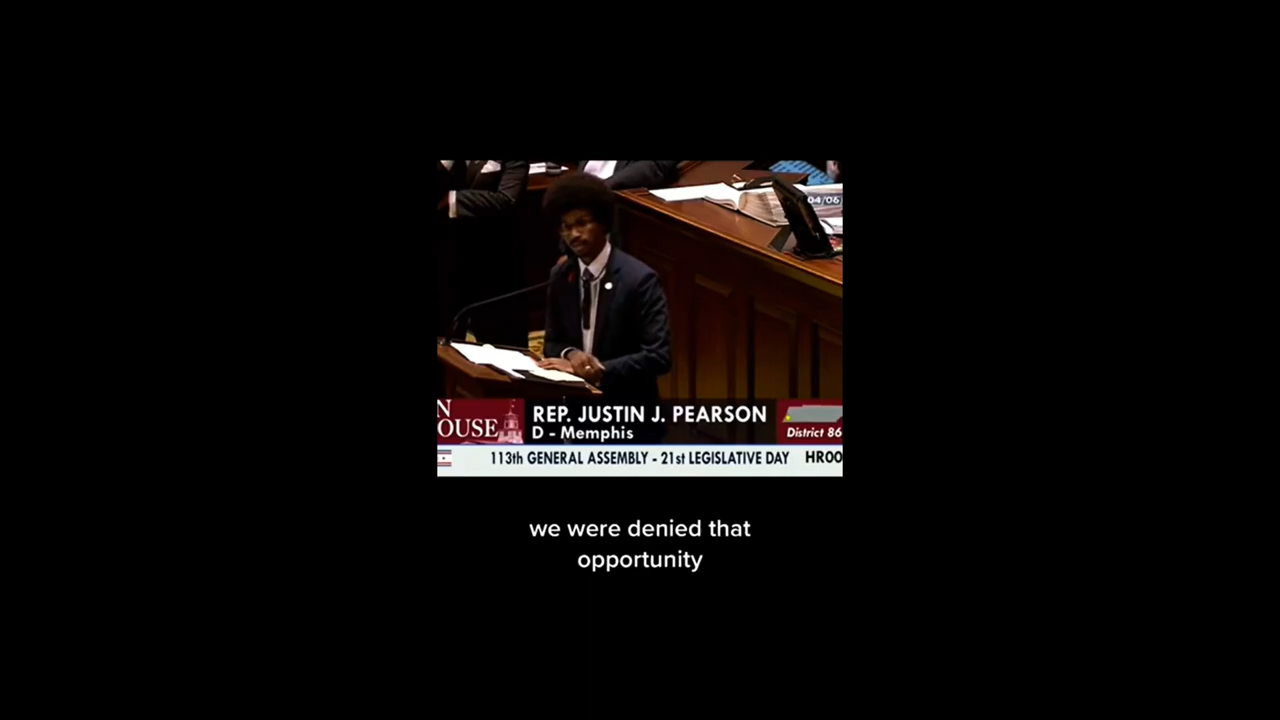 04/06
N
OUSE
REP. JUSTIN J. PEARSON
D - Memphis
District 86
113th GENERAL ASSEMBLY - 21st LEGISLATIVE DAY HR00
we were denied that
opportunity